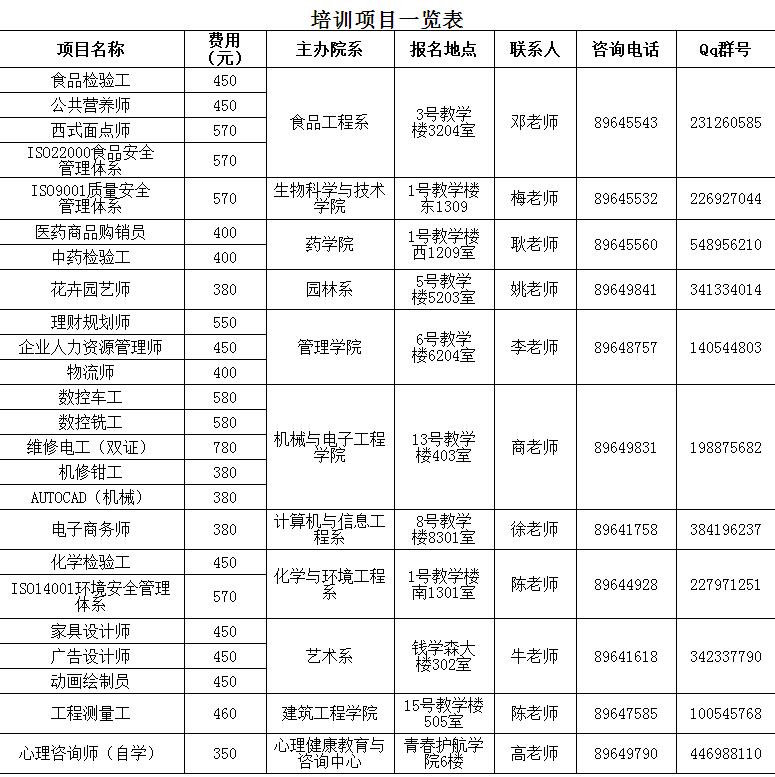 培训项目一览表
项目名称 费用（元） 主办院系 报名地点 联系人 咨询电话 Qq群号
食品检验工 450 食品工程系 3号教学楼3204室 邓老师 89645543 231260585
公共营养师 450
西式面点师 570
ISO22000食品安全管理体系 570
ISO9001质量安全管理体系 570 生物科学与技术学院 1号教学楼东1309 梅老师 89645532 226927044
医药商品购销员 400 药学院 1号教学楼西1209室 耿老师 89645560 548956210
中药检验工 400
花卉园艺师 380 园林系 5号教学楼5203室 姚老师 89649841 341334014
理财规划师 550 管理学院 6号教学楼6204室 李老师 89648757 140544803
企业人力资源管理师 450
物流师 400
数控车工 580 机械与电子工程学院 13号教学楼403室 商老师 89649831 198875682
数控铣工 580
维修电工（双证） 780
机修钳工 380
AUTOCAD（机械） 380
电子商务师 380 计算机与信息工程系 8号教学楼8301室 徐老师 89641758 384196237
化学检验工 450 化学与环境工程系 1号教学楼南1301室 陈老师 89644928 227971251
ISO14001环境安全管理体系 570
家具设计师 450 艺术系 钱学森大楼302室 牛老师 89641618 342337790
广告设计师 450
动画绘制员 450
工程测量工 460 建筑工程学院 15号教学楼505室 陈老师 89647585 100545768
心理咨询师（自学） 350 心理健康教育与咨询中心 青春护航学院6楼 高老师 89649790 446988110